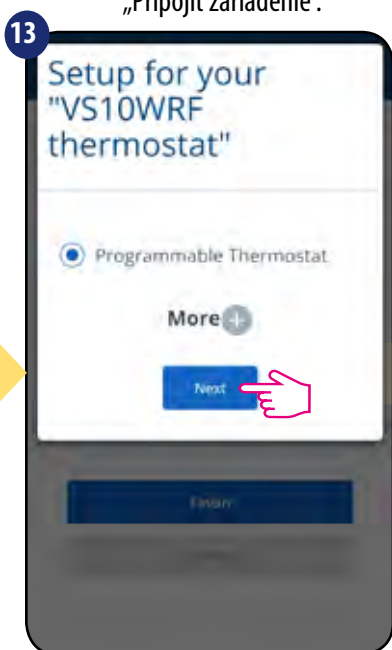 „Pripojiť zariadenie".
13
Setup for your
"VS10WRF
thermostat"
Programmable Thermostat
More +
Next
Finish